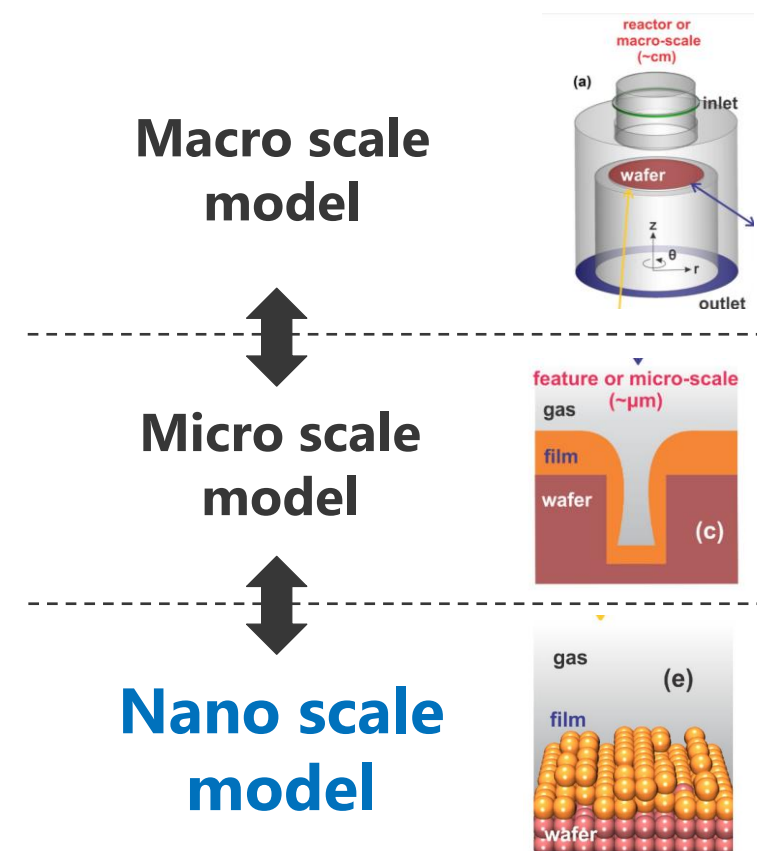 reactor or
macro-scale
(~cm)
(a)
inlet
Macro scale
model
wafer
z
θ
r
outlet
feature or micro-scale
(~μm)
gas
Micro scale
model
film
wafer
(c)
gas
(e)
Nano scale
model
film
wafer